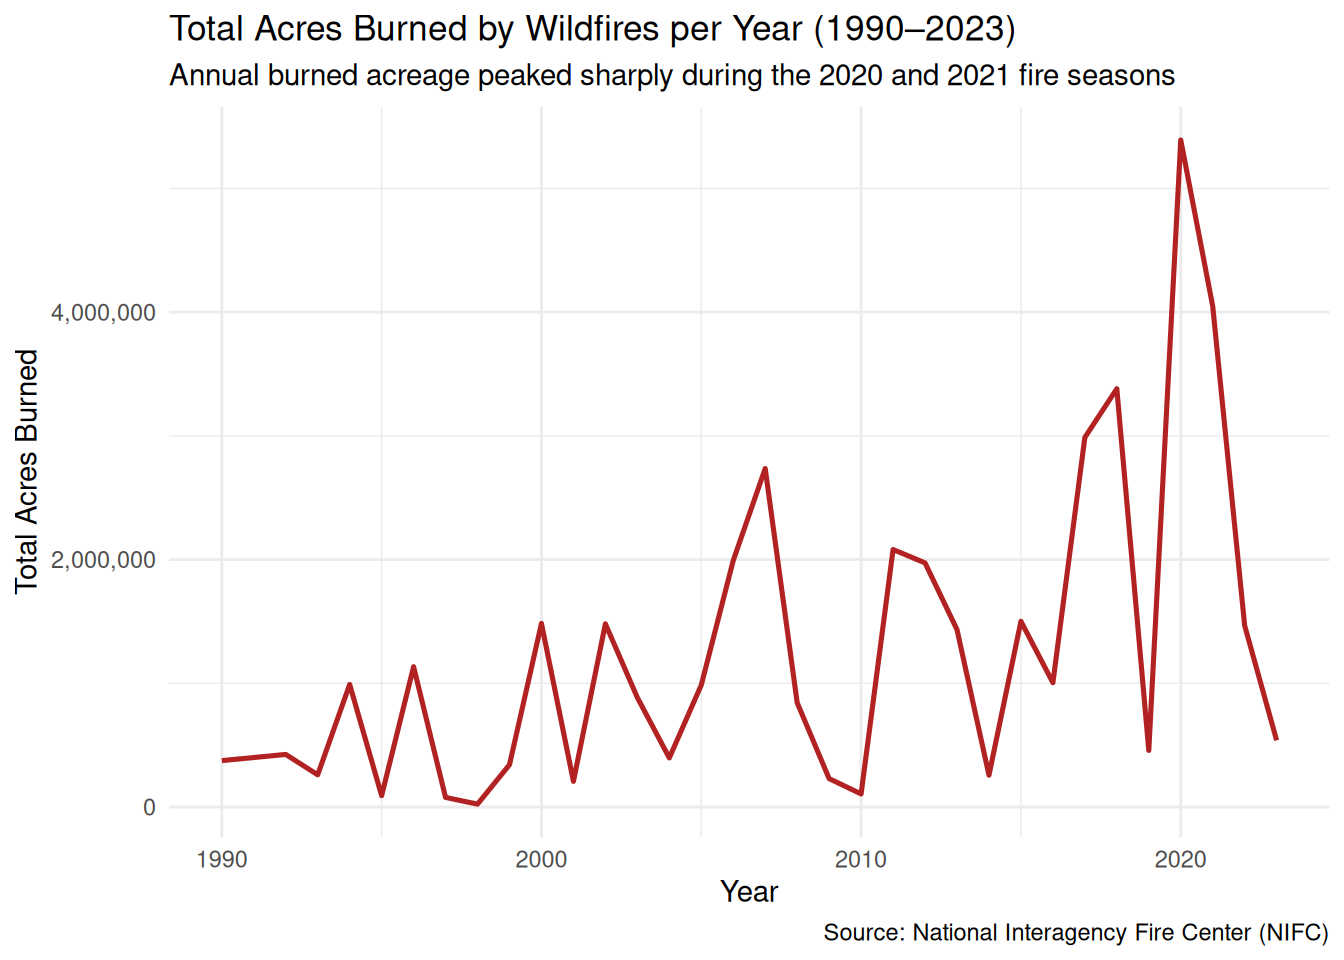 Total Acres Burned by Wildfires per Year (1990–2023)
Annual burned acreage peaked sharply during the 2020 and 2021 fire seasons
Total Acres Burned
4,000,000
2,000,000
0
1990 2000 2010 2020
Year
Source: National Interagency Fire Center (NIFC)